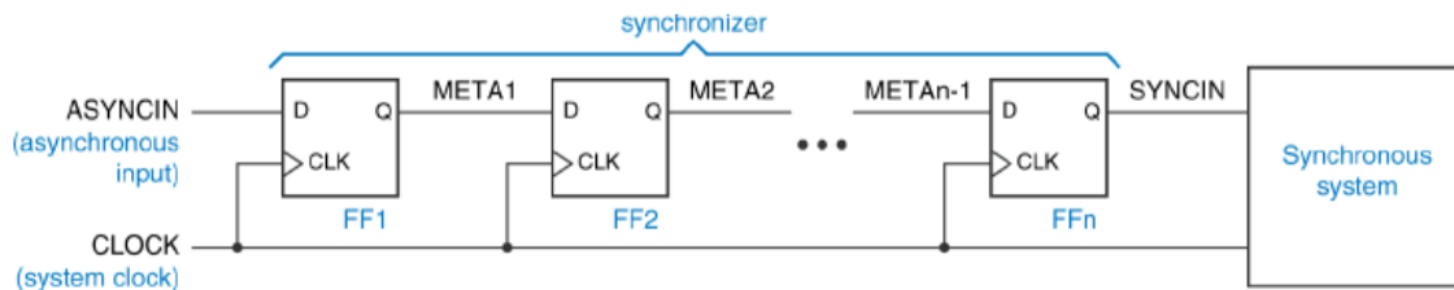 synchronizer
META1
META2
METAn-1
SYNCIN
ASYNCIN
(asynchronous
input)
D
Q
CLK
D
Q
CLK
D
Q
CLK
Synchronous
system
FF1
FF2
FFn
CLOCK
(system clock)